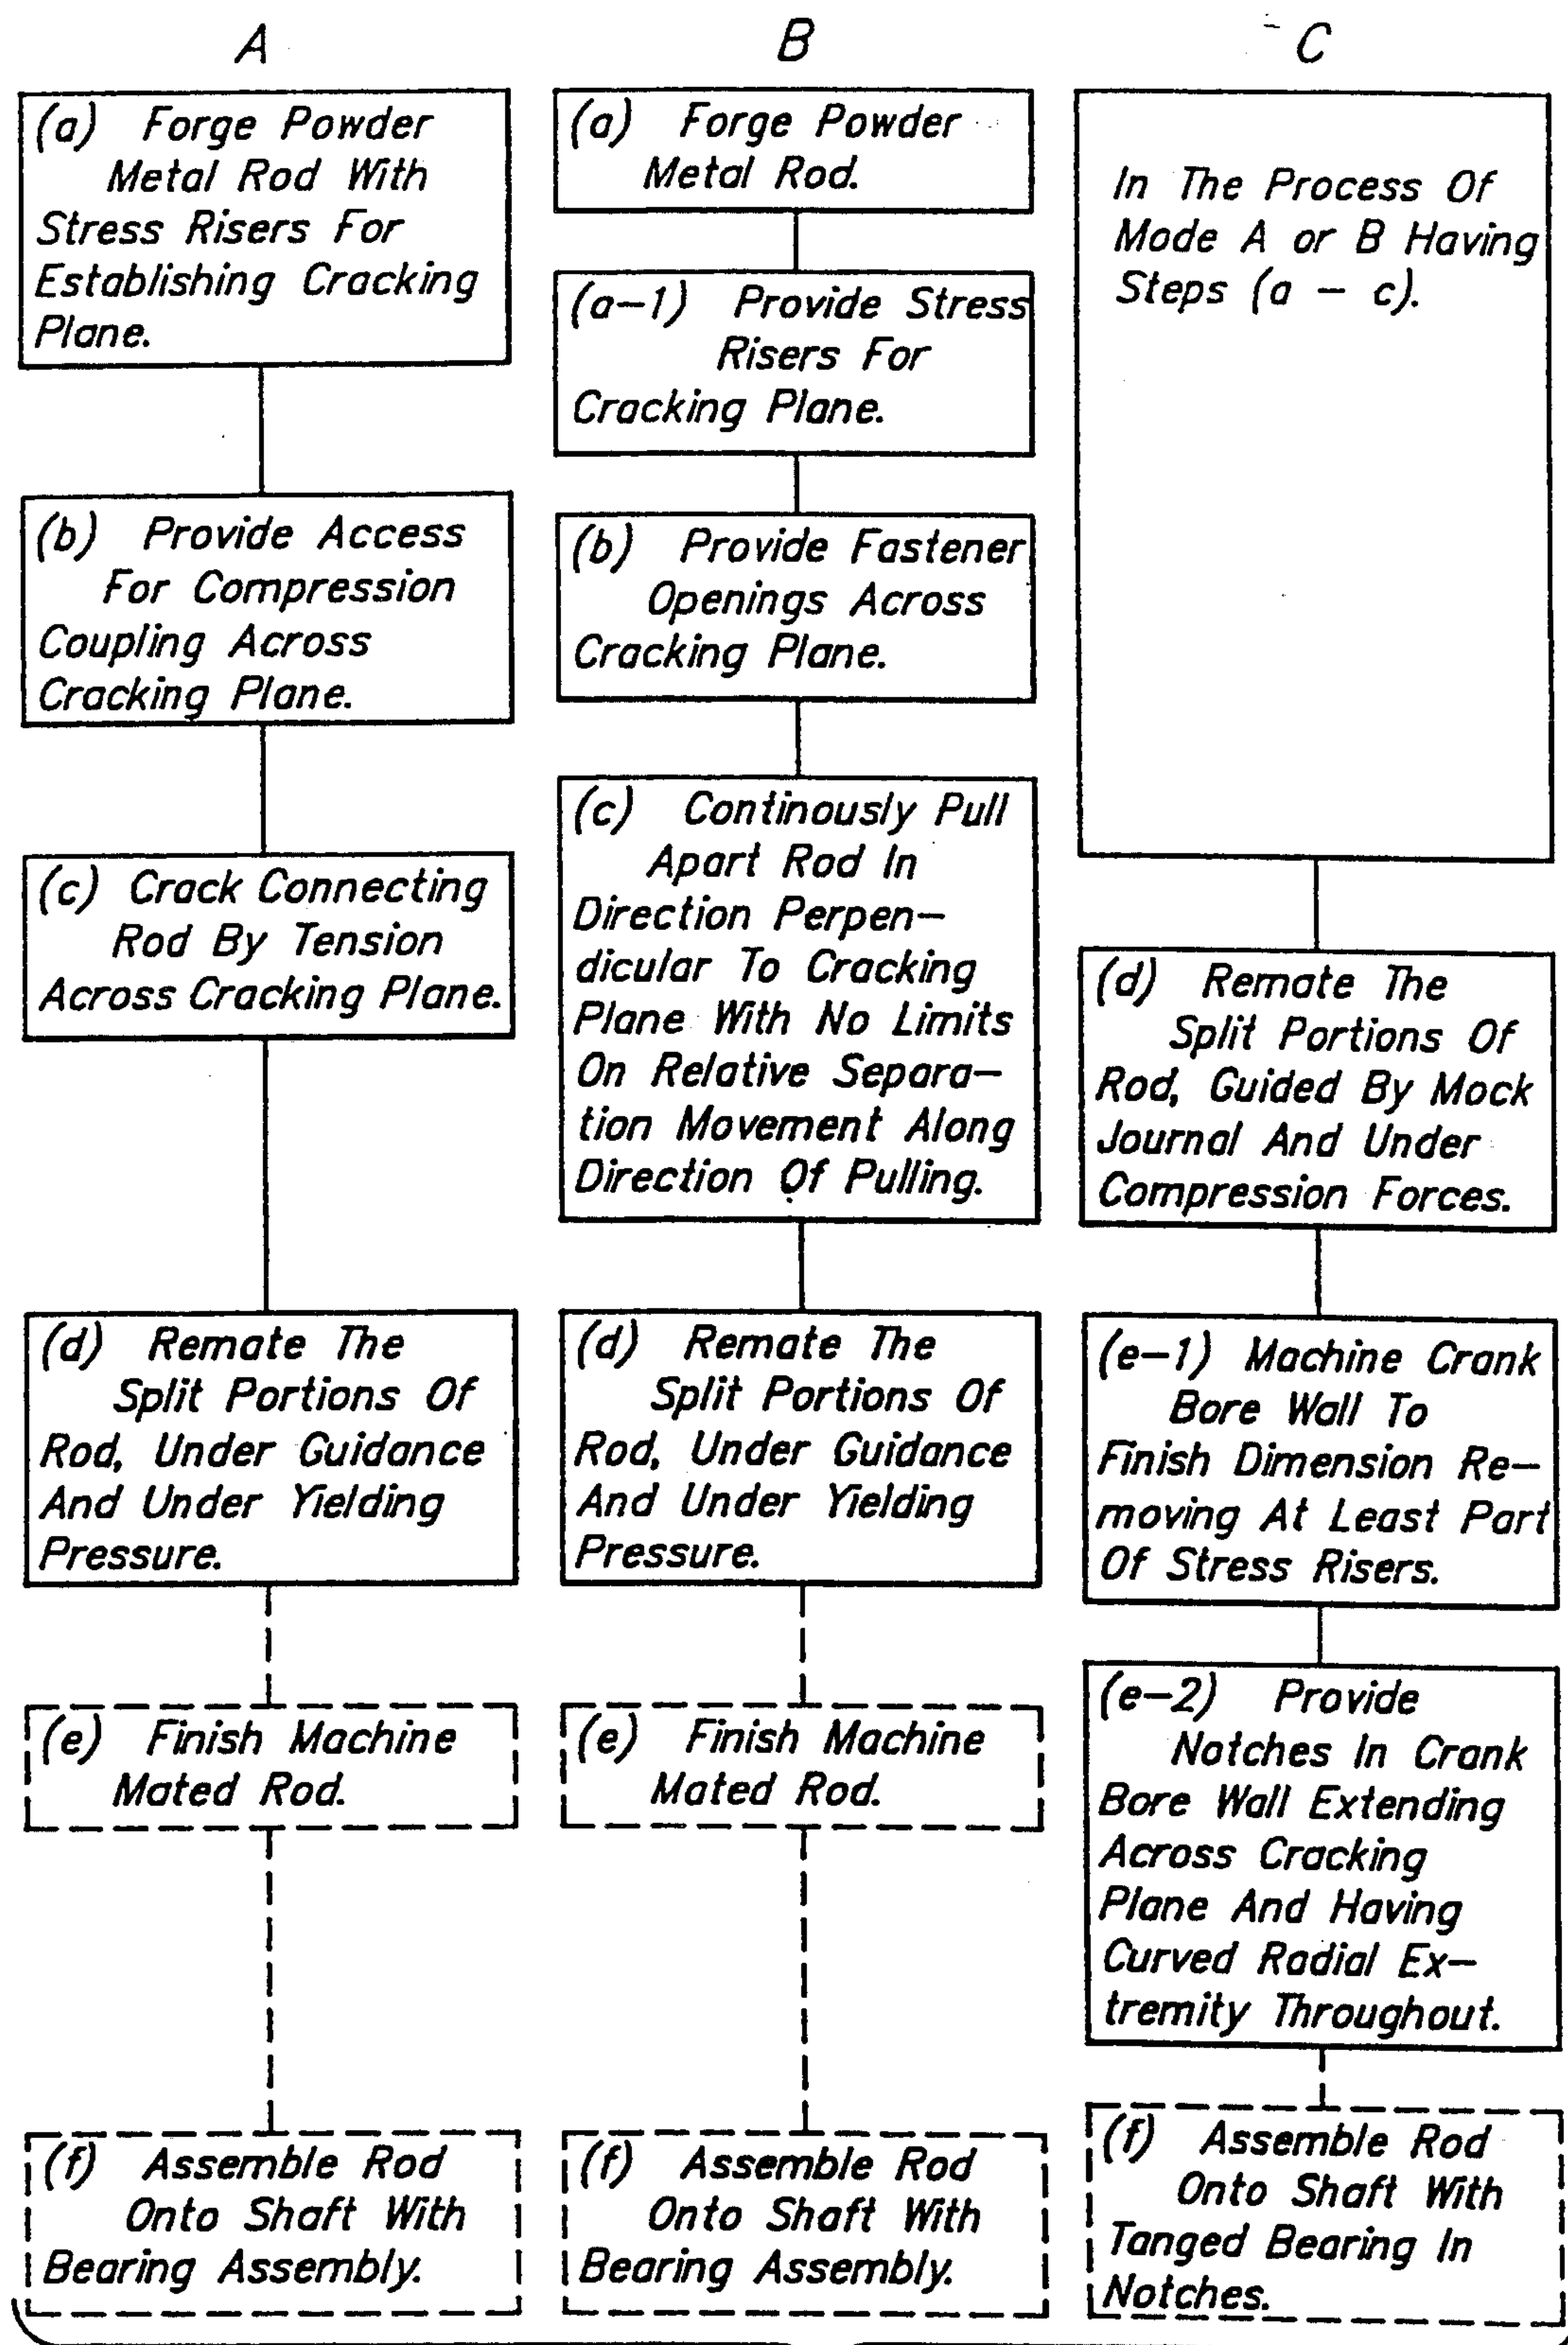 A
(a) Forge Powder
Metal Rod With
Stress Risers For
Establishing Cracking
Plane.
(b) Provide Access
For Compression
Coupling Across
Cracking Plane.
(c) Crack Connecting
Rod By Tension
Across Cracking Plane.
(d) Remate The
Split Portions Of
Rod, Under Guidance
And Under Yielding
Pressure.
(e) Finish Machine
Mated Rod.
(f) Assemble Rod
Onto Shaft With
Bearing Assembly.
B
(a) Forge Powder
Metal Rod.
(a-1) Provide Stress
Risers For
Cracking Plane.
(b) Provide Fastener
Openings Across
Cracking Plane.
(c) Continously Pull
Apart Rod In
Direction Perpen-
dicular To Cracking
Plane With No Limits
On Relative Separa-
tion Movement Along
Direction Of Pulling.
(d) Remate The
Split Portions Of
Rod, Under Guidance
And Under Yielding
Pressure.
(e) Finish Machine
Mated Rod.
(f) Assemble Rod
Onto Shaft With
Bearing Assembly.
C
In The Process Of
Mode A or B Having
Steps (a - c).
(d) Remate The
Split Portions Of
Rod, Guided By Mock
Journal And Under
Compression Forces.
(e-1) Machine Crank
Bore Wall To
Finish Dimension Re-
moving At Least Part
Of Stress Risers.
(e-2) Provide
Notches In Crank
Bore Wall Extending
Across Cracking
Plane And Having
Curved Radial Ex-
tremity Throughout.
(f) Assemble Rod
Onto Shaft With
Tanged Bearing In
Notches.